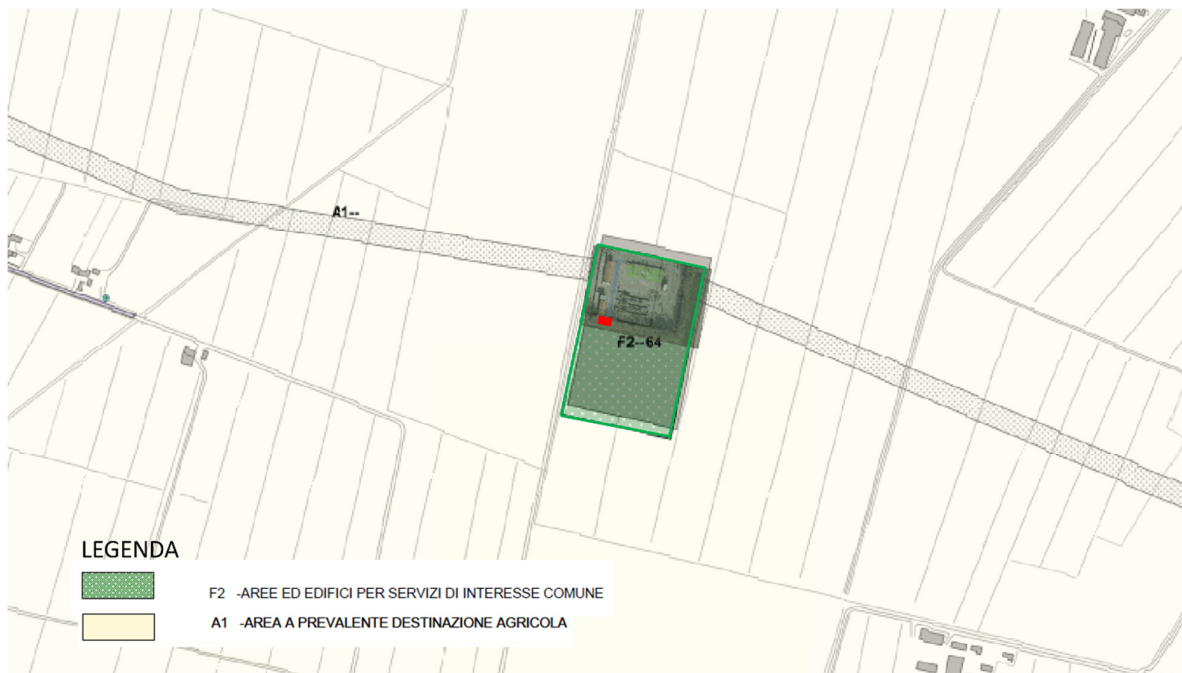 A1--
F2--64
LEGENDA
F2 -AREE ED EDIFICI PER SERVIZI DI INTERESSE COMUNE
A1 -AREA A PREVALENTE DESTINAZIONE AGRICOLA